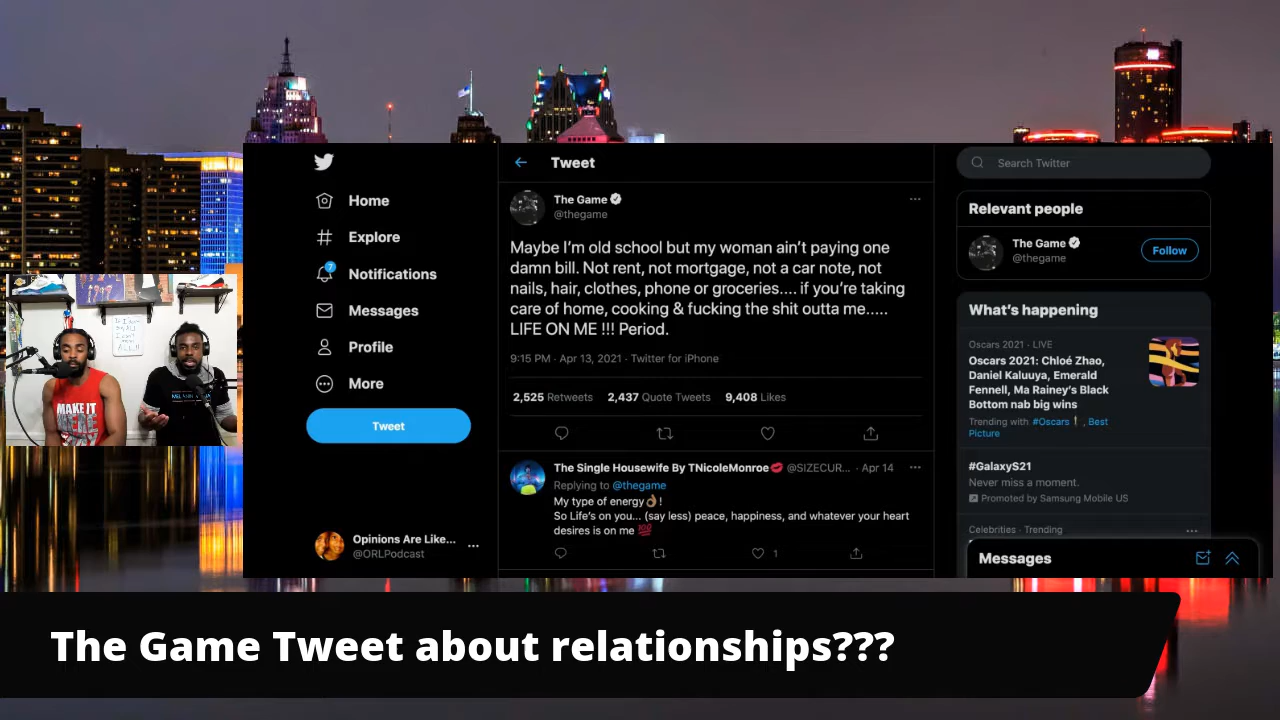 Home
Explore
7
Notifications
Messages
Profile
More
Tweet
Opinions Are Like...
@ORLPodcast
Tweet
The Game
@thegame
Maybe I'm old school but my woman ain't paying one
damn bill. Not rent, not mortgage, not a car note, not
nails, hair, clothes, phone or groceries.... if you're taking
care of home, cooking & fucking the shit outta me.....
LIFE ON ME !!! Period.
9:15 PM · Apr 13, 2021 · Twitter for iPhone
2,525 Retweets 2,437 Quote Tweets 9,408 Likes
The Single Housewife By TNicoleMonroe💋 @SIZECUR... · Apr 14
Replying to @thegame
My type of energy👌🏾!
So Life's on you... (say less) peace, happiness, and whatever your heart
desires is on me 💯
1
Search Twitter
Relevant people
The Game
@thegame
Follow
What's happening
Oscars 2021 · LIVE
Oscars 2021: Chloé Zhao,
Daniel Kaluuya, Emerald
Fennell, Ma Rainey's Black
Bottom nab big wins
Trending with #Oscars, Best
Picture
#GalaxyS21
Never miss a moment.
Promoted by Samsung Mobile US
Celebrities · Trending
Messages
MAKE IT
The Game Tweet about relationships???